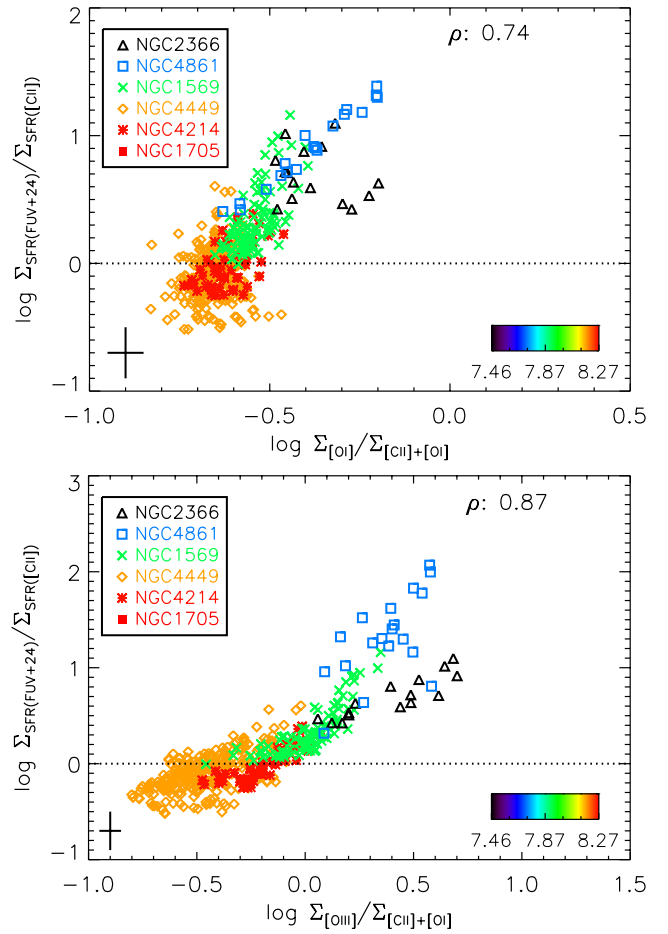 ρ: 0.74
NGC2366
NGC4861
NGC1569
NGC4449
NGC4214
NGC1705
2
1
0
−1
log Σ_SFR(FUV+24)/Σ_SFR([CII])
7.46 7.87 8.27
−1.0 −0.5 0.0 0.5
log Σ_[OI]/Σ_[CII]+[OI]
ρ: 0.87
NGC2366
NGC4861
NGC1569
NGC4449
NGC4214
NGC1705
3
2
1
0
−1
log Σ_SFR(FUV+24)/Σ_SFR([CII])
7.46 7.87 8.27
−1.0 −0.5 0.0 0.5 1.0 1.5
log Σ_[OIII]/Σ_[CII]+[OI]